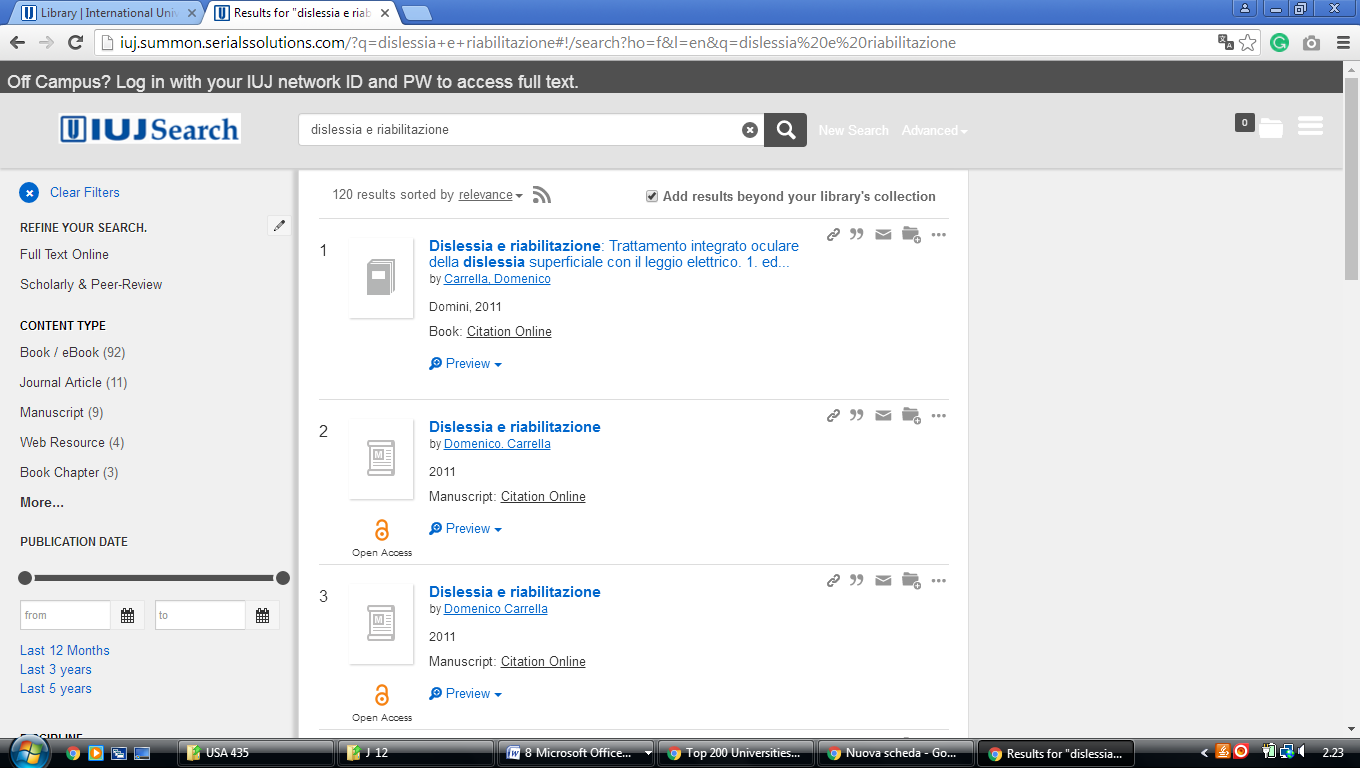 Library | International Univ
Results for "dislessia e riab
iuj.summon.serialssolutions.com/?q=dislessia+e+riabilitazione#!/search?ho=f&l=en&q=dislessia%20e%20riabilitazione
Off Campus? Log in with your IUJ network ID and PW to access full text.
IUJ Search
dislessia e riabilitazione
New Search
Advanced
0
Clear Filters
REFINE YOUR SEARCH.
Full Text Online
Scholarly & Peer-Review
CONTENT TYPE
Book / eBook (92)
Journal Article (11)
Manuscript (9)
Web Resource (4)
Book Chapter (3)
More...
PUBLICATION DATE
from
to
Last 12 Months
Last 3 years
Last 5 years
DISCIPLINE
120 results sorted by relevance
Add results beyond your library's collection
1
Dislessia e riabilitazione: Trattamento integrato oculare
della dislessia superficiale con il leggio elettrico. 1. ed...
by Carrella, Domenico
Domini, 2011
Book: Citation Online
Preview
2
Dislessia e riabilitazione
by Domenico. Carrella
2011
Manuscript: Citation Online
Preview
Open Access
3
Dislessia e riabilitazione
by Domenico Carrella
2011
Manuscript: Citation Online
Preview
Open Access
USA 435
J 12
8 Microsoft Office...
Top 200 Universities...
Nuova scheda - Go...
Results for "dislessia...
2.23